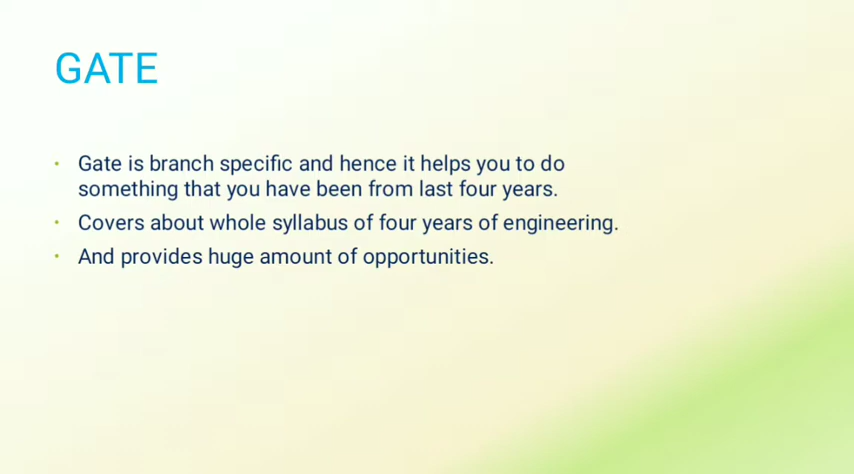 GATE
• Gate is branch specific and hence it helps you to do
something that you have been from last four years.
• Covers about whole syllabus of four years of engineering.
• And provides huge amount of opportunities.